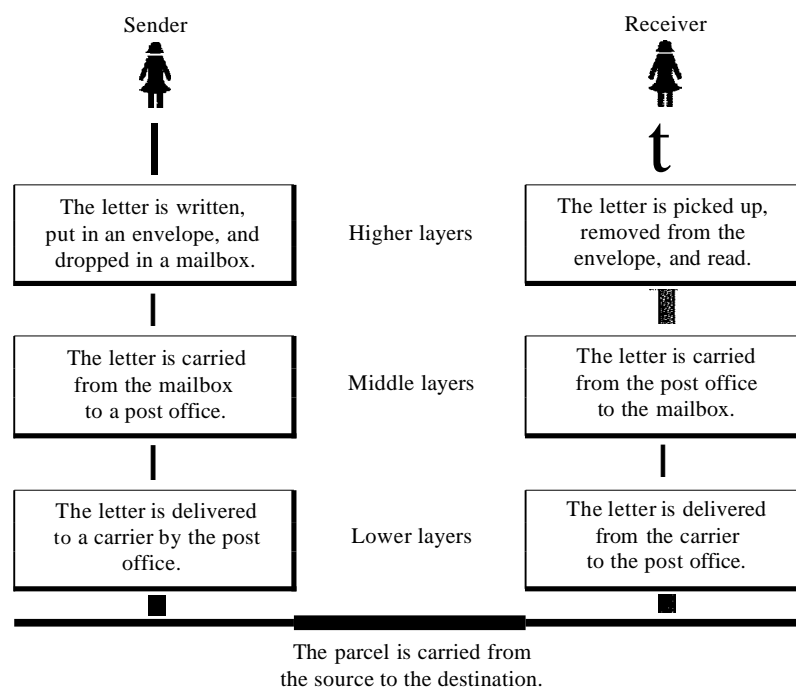 Sender
Receiver
t
The letter is written,
put in an envelope, and
dropped in a mailbox.
Higher layers
The letter is picked up,
removed from the
envelope, and read.
The letter is carried
from the mailbox
to a post office.
Middle layers
The letter is carried
from the post office
to the mailbox.
The letter is delivered
to a carrier by the post
office.
Lower layers
The letter is delivered
from the carrier
to the post office.
The parcel is carried from
the source to the destination.